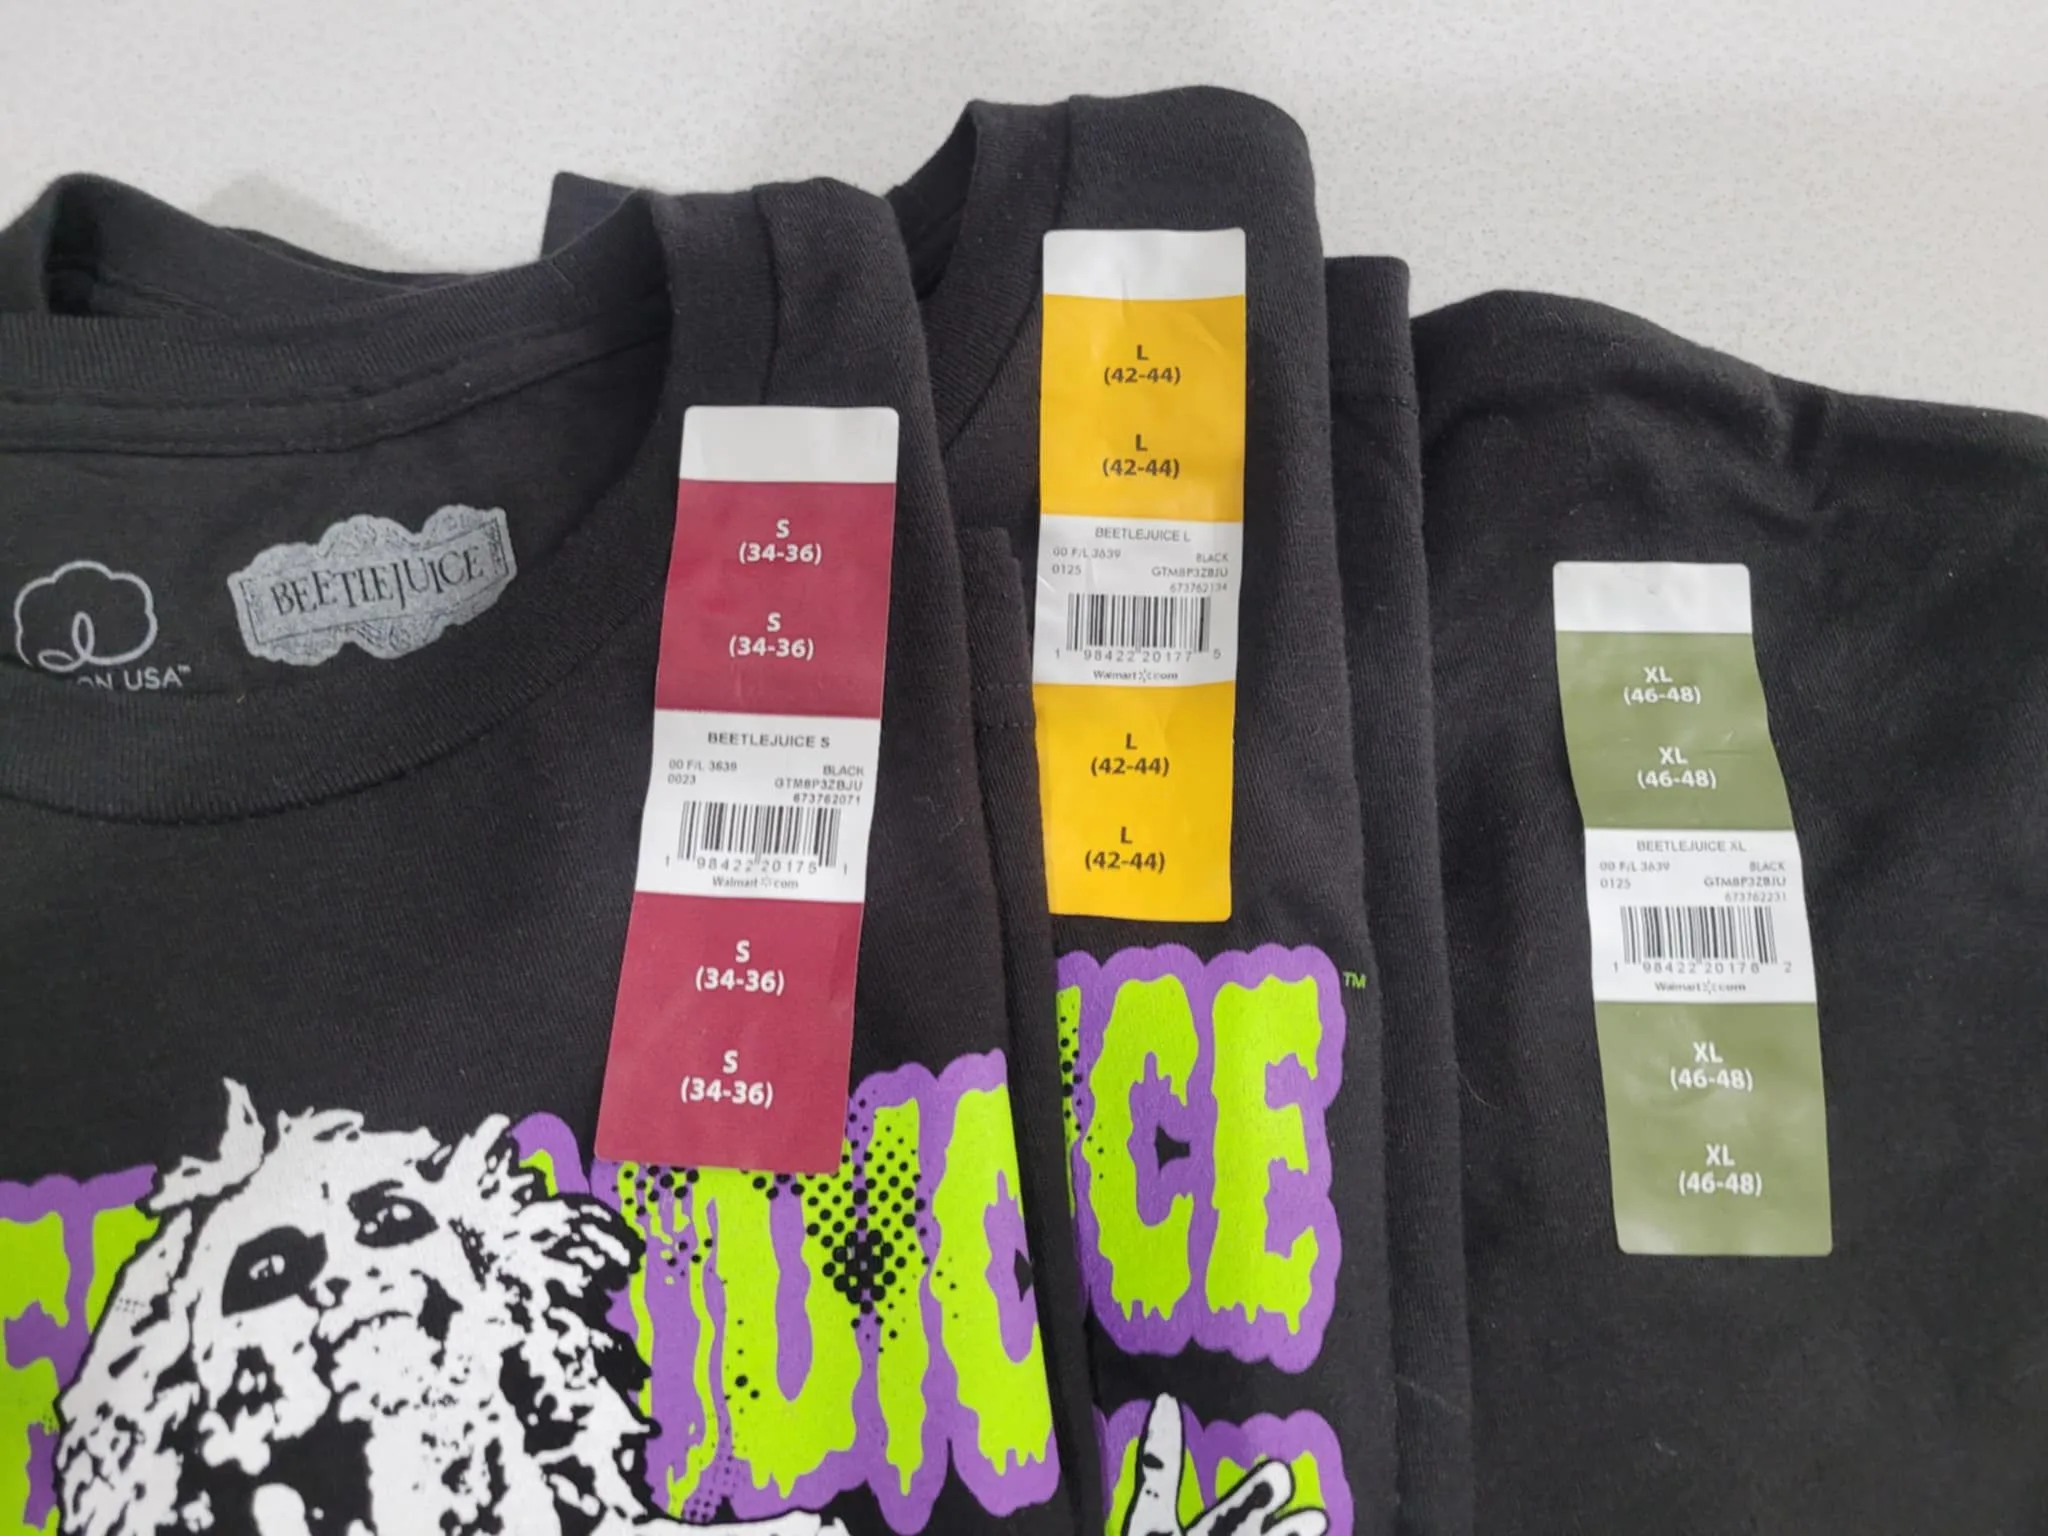 BEETLEJUICE
ON USA™
S
(34-36)
S
(34-36)
BEETLEJUICE S
00 F/L 3639 BLACK
0023 GTM8P3ZBJU
673762071
1 98422 20175 1
Walmart com
S
(34-36)
S
(34-36)
UICE
L
(42-44)
L
(42-44)
BEETLEJUICE L
00 F/L 3639 BLACK
0125 GTM8P3ZBJU
673762134
1 98422 20177 5
Walmart com
L
(42-44)
L
(42-44)
ICE™
XL
(46-48)
XL
(46-48)
BEETLEJUICE XL
00 F/L 3639 BLACK
0125 GTM8P3ZBJU
673762231
1 98422 20178 2
Walmart com
XL
(46-48)
XL
(46-48)